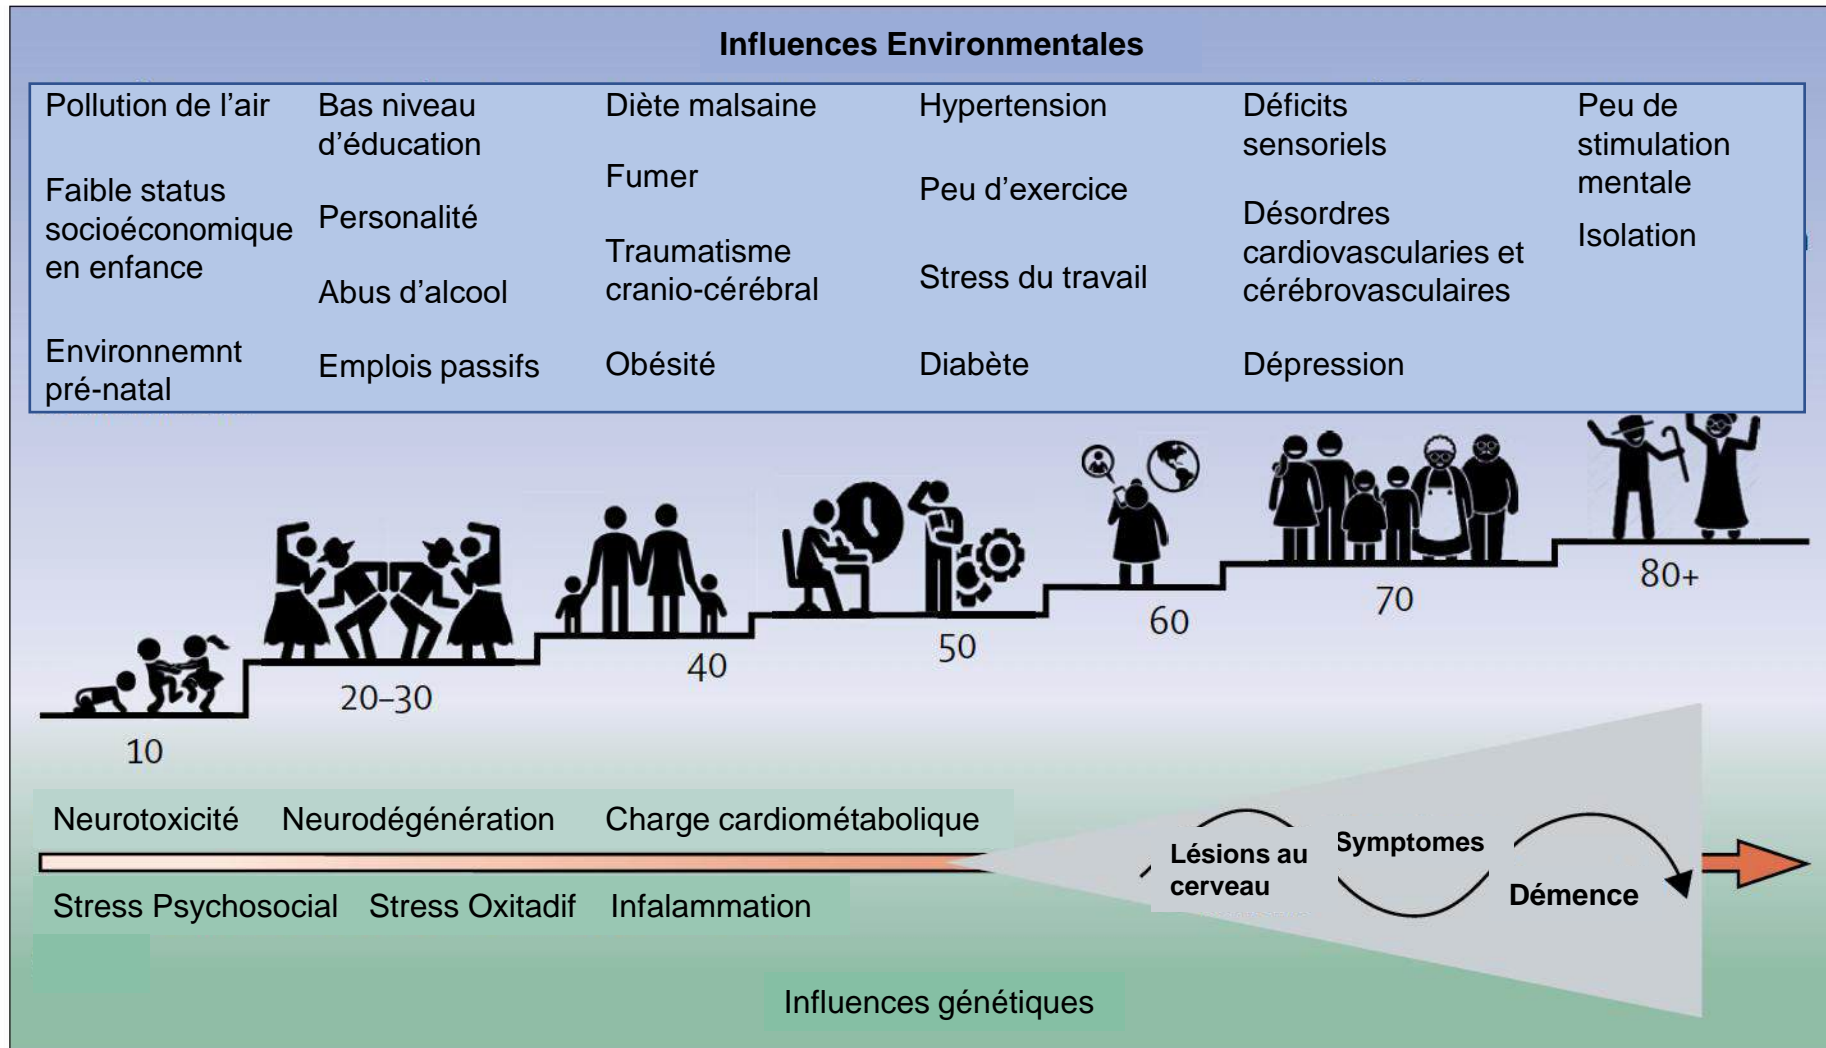 Influences Environmentales
Pollution de l’air
Faible status
socioéconomique
en enfance
Environnemnt
pré-natal
Bas niveau
d’éducation
Personalité
Abus d’alcool
Emplois passifs
Diète malsaine
Fumer
Traumatisme
cranio-cérébral
Obésité
Hypertension
Peu d’exercice
Stress du travail
Diabète
Déficits
sensoriels
Désordres
cardiovascularies et
cérébrovasculaires
Dépression
Peu de
stimulation
mentale
Isolation
10
20–30
40
50
60
70
80+
Neurotoxicité
Neurodégénération
Charge cardiométabolique
Stress Psychosocial
Stress Oxitadif
Infalammation
Lésions au
cerveau
Symptomes
Démence
Influences génétiques